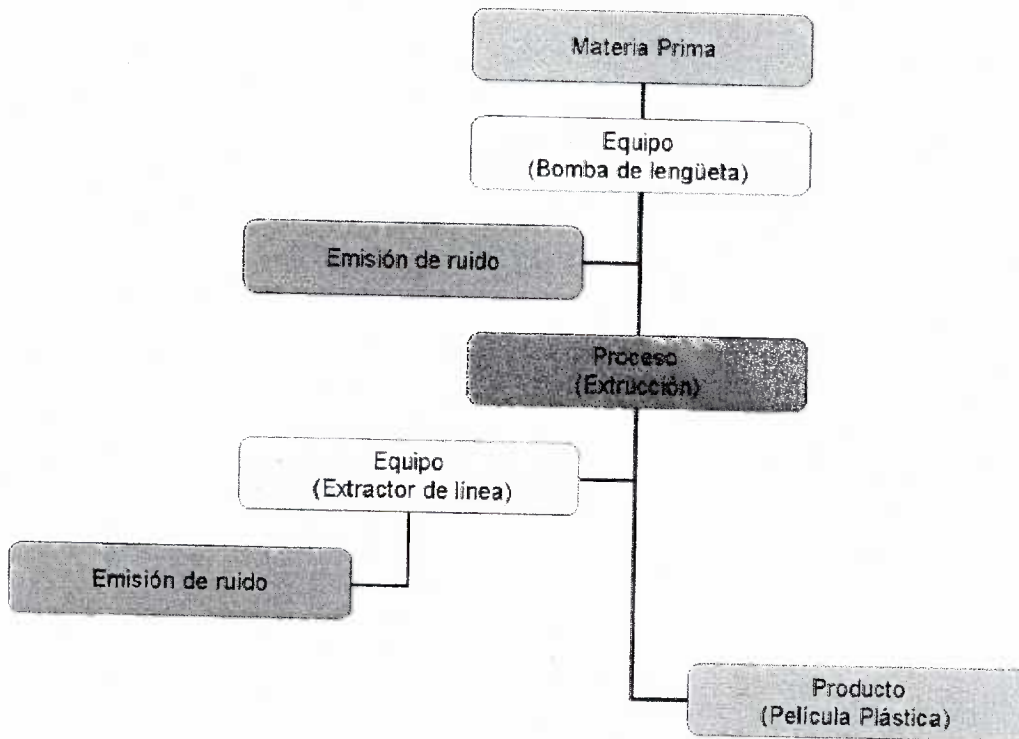 Materia Prima
Equipo
(Bomba de lengüeta)
Emisión de ruido
Proceso
(Extrucción)
Equipo
(Extractor de línea)
Emisión de ruido
Producto
(Película Plástica)